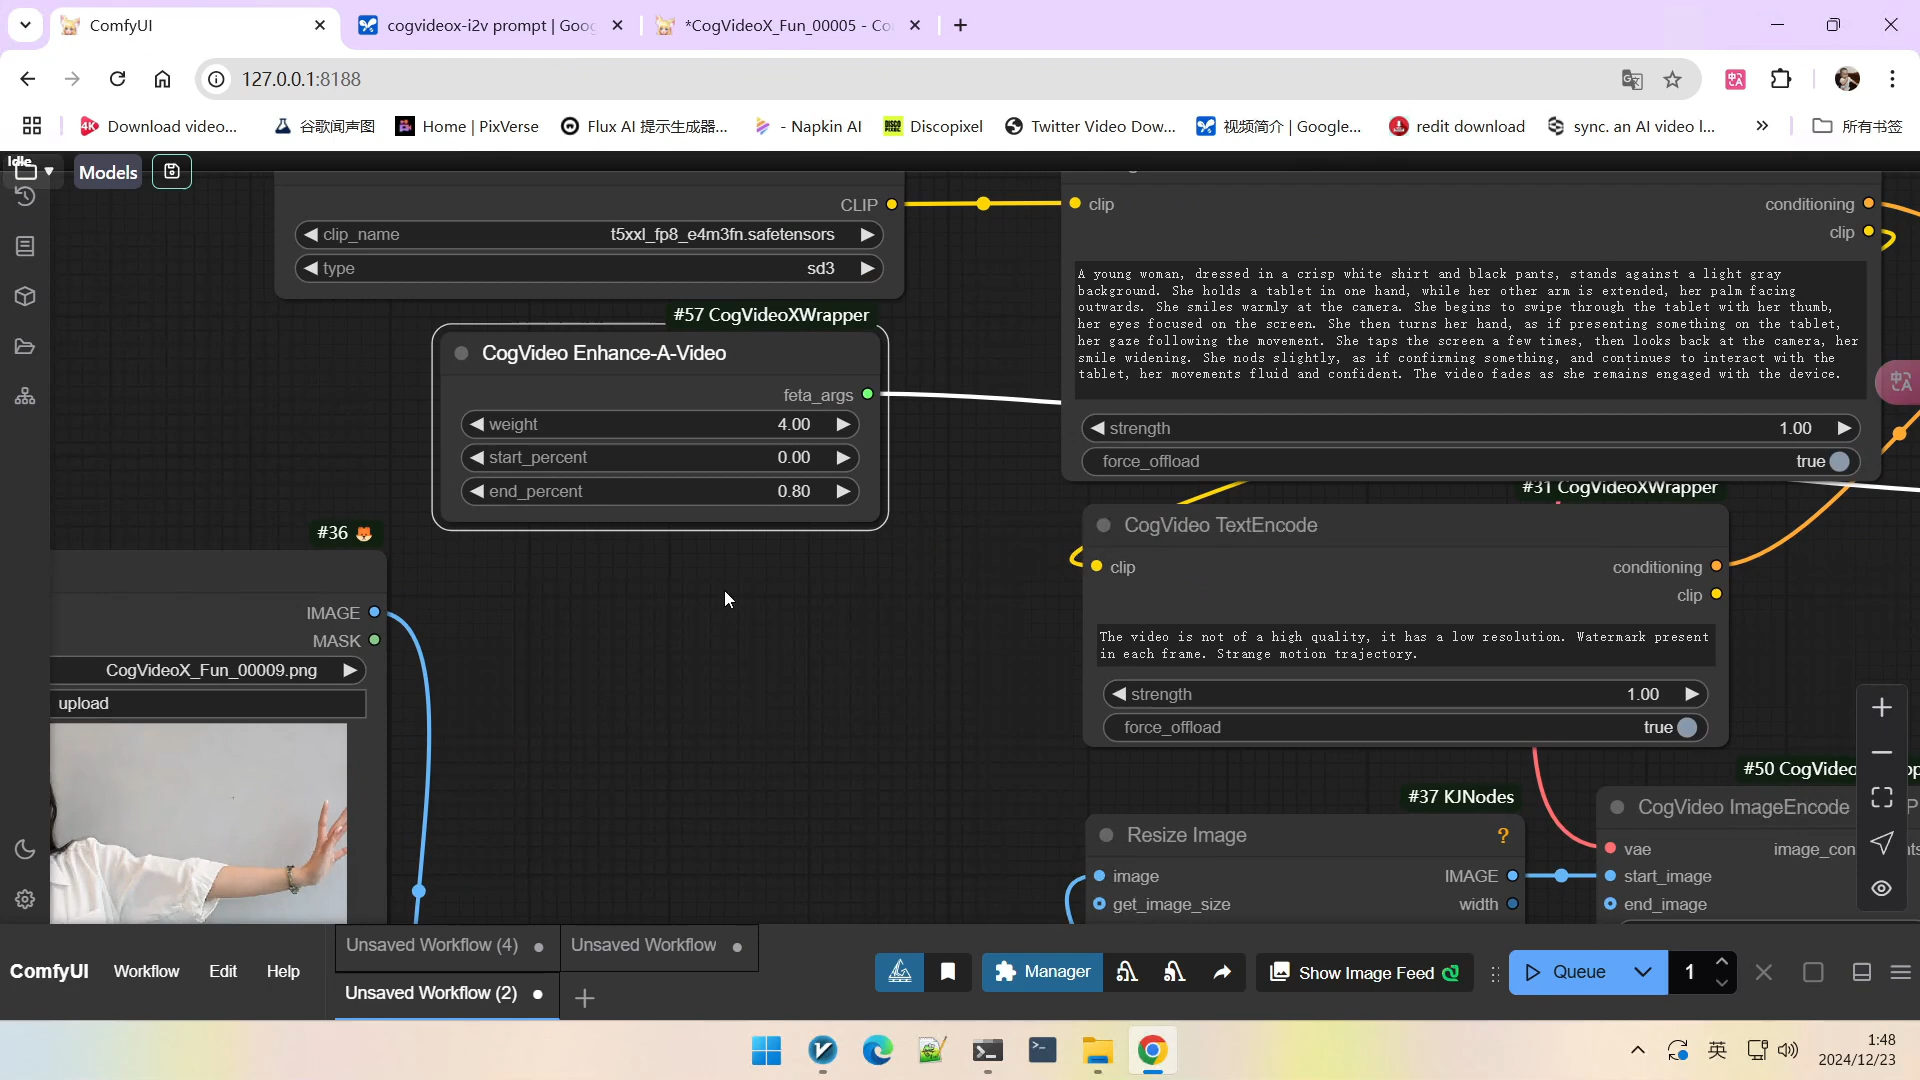 ComfyUI
cogvideox-i2v prompt | Goo
*CogVideoX_Fun_00005 - Co
127.0.0.1:8188
Download video...
谷歌闻声图
Home | PixVerse
Flux AI 提示生成器...
- Napkin AI
Discopixel
Twitter Video Dow...
视频简介 | Google...
redit download
sync. an AI video l...
所有书签
Idle
Models
CLIP
clip_name t5xxl_fp8_e4m3fn.safetensors
type sd3
#57 CogVideoXWrapper
CogVideo Enhance-A-Video
feta_args
weight 4.00
start_percent 0.00
end_percent 0.80
clip
conditioning
clip
A young woman, dressed in a crisp white shirt and black pants, stands against a light gray
background. She holds a tablet in one hand, while her other arm is extended, her palm facing
outwards. She smiles warmly at the camera. She begins to swipe through the tablet with her thumb,
her eyes focused on the screen. She then turns her hand, as if presenting something on the tablet,
her gaze following the movement. She taps the screen a few times, then looks back at the camera, her
smile widening. She nods slightly, as if confirming something, and continues to interact with the
tablet, her movements fluid and confident. The video fades as she remains engaged with the device.
strength 1.00
force_offload true
#31 CogVideoXWrapper
CogVideo TextEncode
clip
conditioning
clip
The video is not of a high quality, it has a low resolution. Watermark present
in each frame. Strange motion trajectory.
strength 1.00
force_offload true
#36
IMAGE
MASK
CogVideoX_Fun_00009.png
upload
#37 KJNodes
Resize Image ?
image IMAGE
get_image_size width
#50 CogVideo
CogVideo ImageEncode
vae image_con
start_image
end_image
ComfyUI
Workflow
Edit
Help
Unsaved Workflow (4)
Unsaved Workflow
Unsaved Workflow (2)
Manager
Show Image Feed
Queue
1
英
1:48
2024/12/23